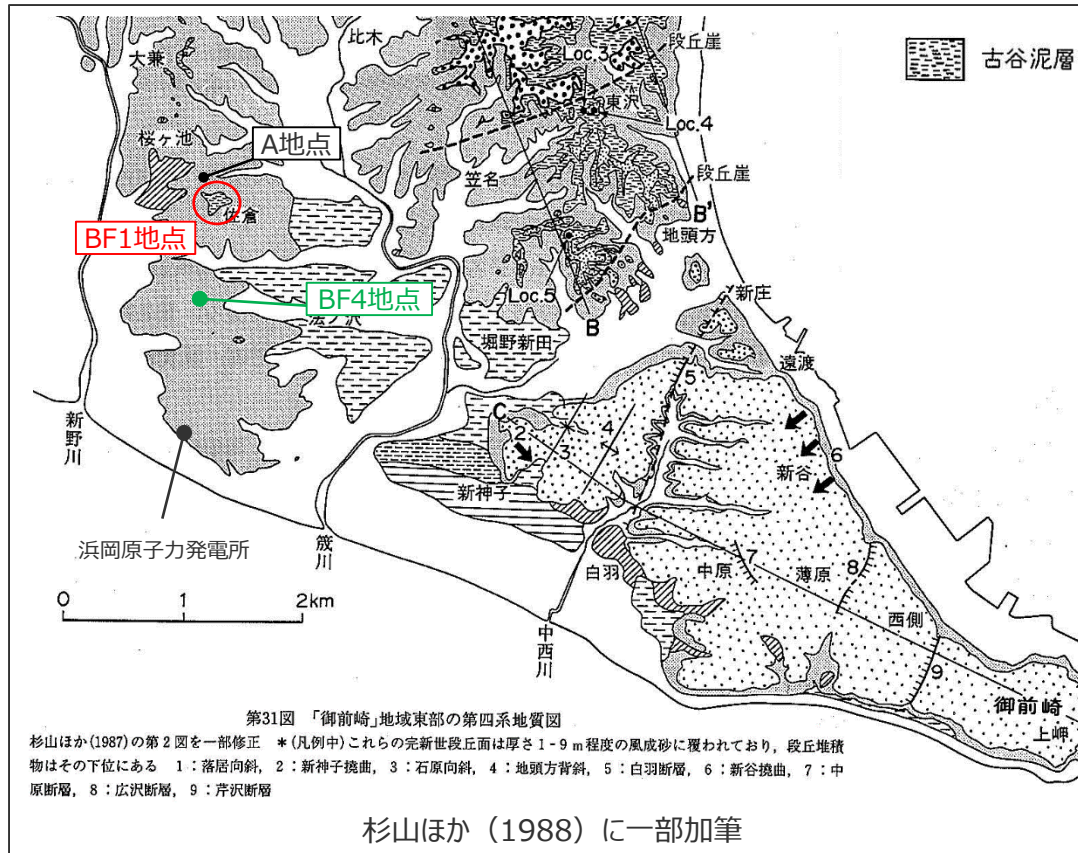 比木
段丘崖
大兼
Loc.3
古谷泥層
東沢
桜ヶ池
A地点
Loc.4
笠名
段丘崖
佐倉
B'
BF1地点
地頭方
BF4地点
Loc.5
新庄
B
堀野新田
遠渡
5
新野川
C
4
2
3
6
新谷
新神子
浜岡原子力発電所
筬川
白羽
中原
7
薄原
8
0 1 2km
西側
中西川
9
御前崎
上岬
第31図 「御前崎」地域東部の第四系地質図
杉山ほか(1987)の第2図を一部修正 *(凡例中)これらの完新世段丘面は厚さ1-9m程度の風成砂に覆われており,段丘堆積
物はその下位にある 1:落居向斜,2:新神子撓曲,3:石原向斜,4:地頭方背斜,5:白羽断層,6:新谷撓曲,7:中
原断層,8:広沢断層,9:芹沢断層
杉山ほか(1988)に一部加筆